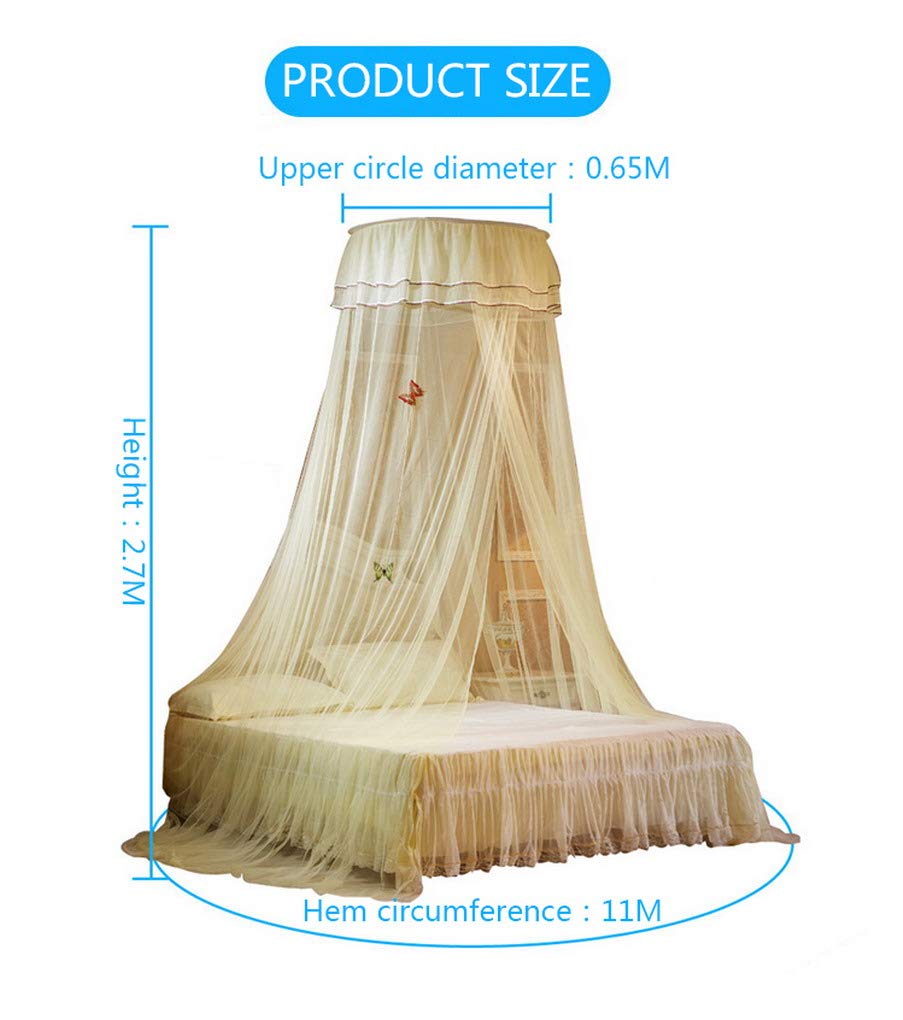 PRODUCT SIZE
Upper circle diameter：0.65M
Height：2.7M
Hem circumference：11M